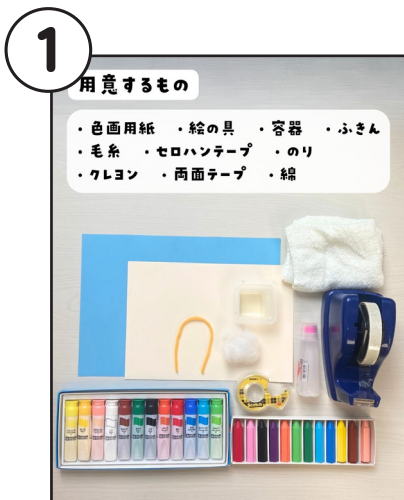 1
用意するもの
・色画用紙 ・絵の具 ・容器 ・ふきん
・毛糸 ・セロハンテープ ・のり
・クレヨン ・両面テープ ・綿